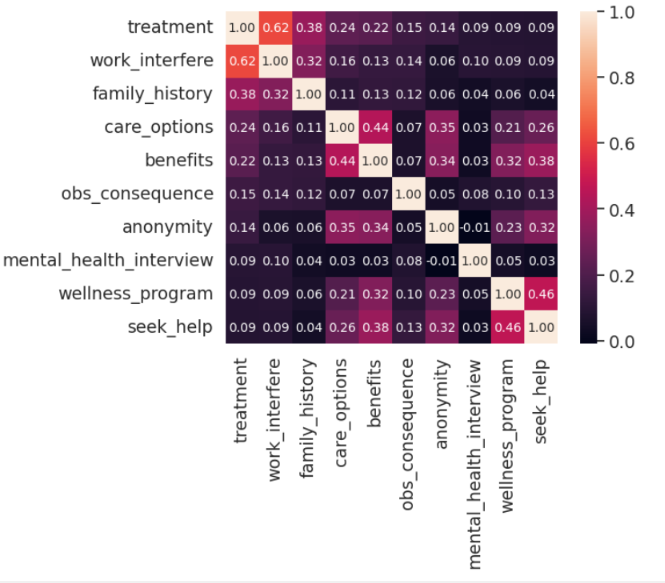 treatment 1.00 0.62 0.38 0.24 0.22 0.15 0.14 0.09 0.09 0.09
work_interfere 0.62 1.00 0.32 0.16 0.13 0.14 0.06 0.10 0.09 0.09
family_history 0.38 0.32 1.00 0.11 0.13 0.12 0.06 0.04 0.06 0.04
care_options 0.24 0.16 0.11 1.00 0.44 0.07 0.35 0.03 0.21 0.26
benefits 0.22 0.13 0.13 0.44 1.00 0.07 0.34 0.03 0.32 0.38
obs_consequence 0.15 0.14 0.12 0.07 0.07 1.00 0.05 0.08 0.10 0.13
anonymity 0.14 0.06 0.06 0.35 0.34 0.05 1.00 -0.01 0.23 0.32
mental_health_interview 0.09 0.10 0.04 0.03 0.03 0.08 -0.01 1.00 0.05 0.03
wellness_program 0.09 0.09 0.06 0.21 0.32 0.10 0.23 0.05 1.00 0.46
seek_help 0.09 0.09 0.04 0.26 0.38 0.13 0.32 0.03 0.46 1.00
treatment
work_interfere
family_history
care_options
benefits
obs_consequence
anonymity
mental_health_interview
wellness_program
seek_help
1.0
0.8
0.6
0.4
0.2
0.0